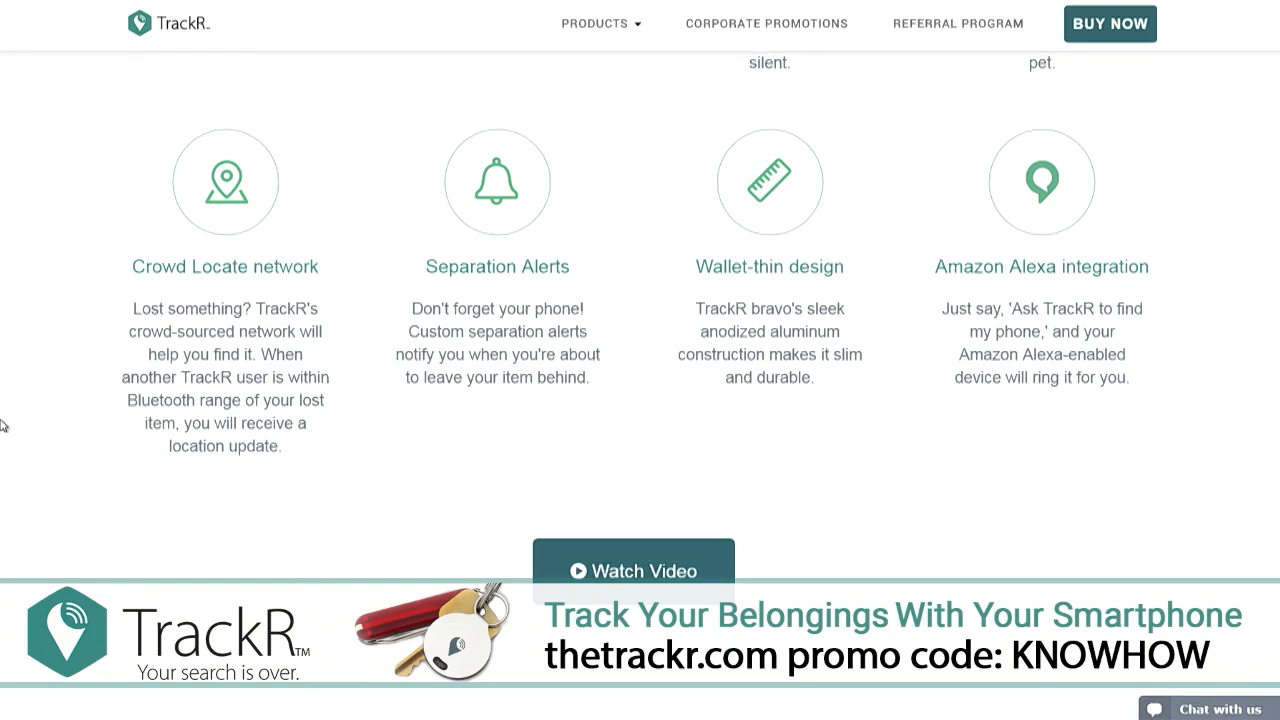 TrackR™
PRODUCTS
CORPORATE PROMOTIONS
REFERRAL PROGRAM
BUY NOW
silent.
pet.
Crowd Locate network
Lost something? TrackR's
crowd-sourced network will
help you find it. When
another TrackR user is within
Bluetooth range of your lost
item, you will receive a
location update.
Separation Alerts
Don't forget your phone!
Custom separation alerts
notify you when you're about
to leave your item behind.
Wallet-thin design
TrackR bravo's sleek
anodized aluminum
construction makes it slim
and durable.
Amazon Alexa integration
Just say, 'Ask TrackR to find
my phone,' and your
Amazon Alexa-enabled
device will ring it for you.
Watch Video
TrackR™
Your search is over.
Track Your Belongings With Your Smartphone
thetrackr.com promo code: KNOWHOW
Chat with us